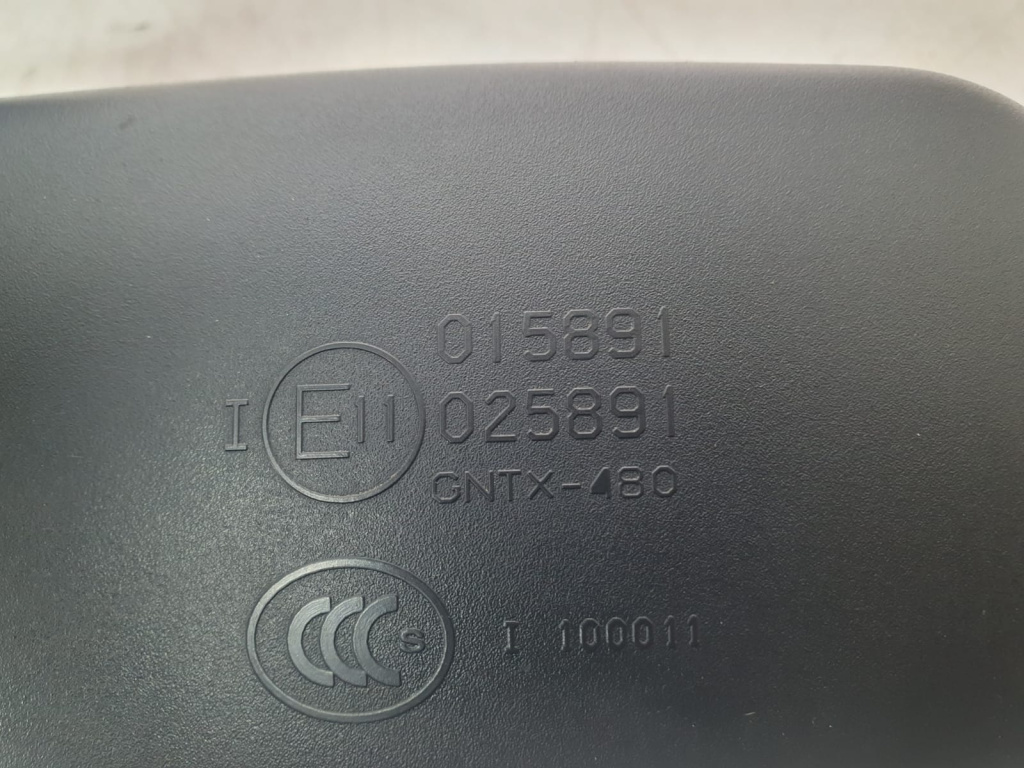 015891
I E11 025891
GNTX-480
CCC S I 100011